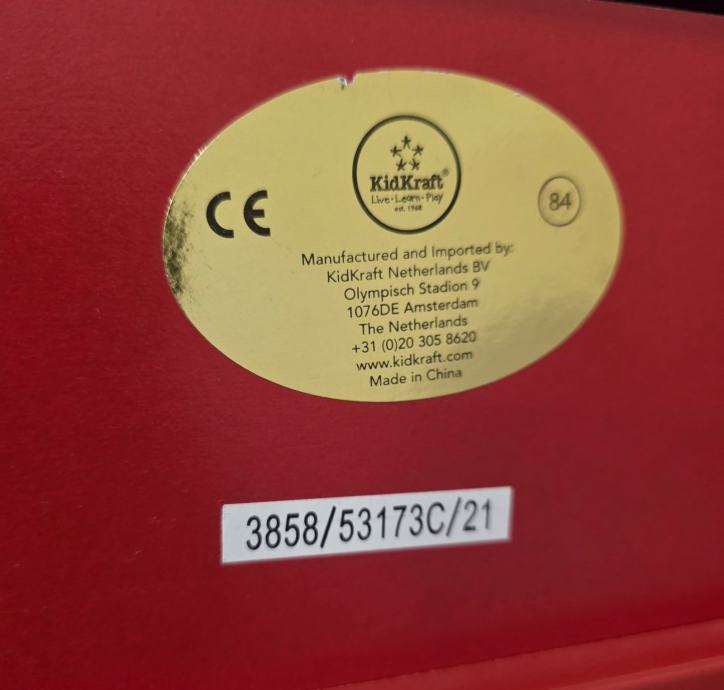 KidKraft®
Live·Learn·Play
est. 1968
CE
84
Manufactured and Imported by:
KidKraft Netherlands BV
Olympisch Stadion 9
1076DE Amsterdam
The Netherlands
+31 (0)20 305 8620
www.kidkraft.com
Made in China
3858/53173C/21